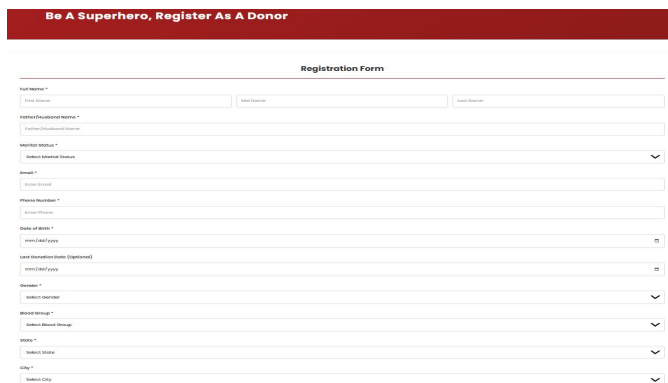 Be A Superhero, Register As A Donor
Registration Form
Full Name *
First Name Mid Name Last Name
Father/Husband Name *
Father/Husband Name
Marital Status *
Select Marital Status
Email *
Enter Email
Phone Number *
Enter Phone
Date of Birth *
mm/dd/yyyy
Last Donation Date (Optional)
mm/dd/yyyy
Gender *
Select Gender
Blood Group *
Select Blood Group
State *
Select State
City *
Select City